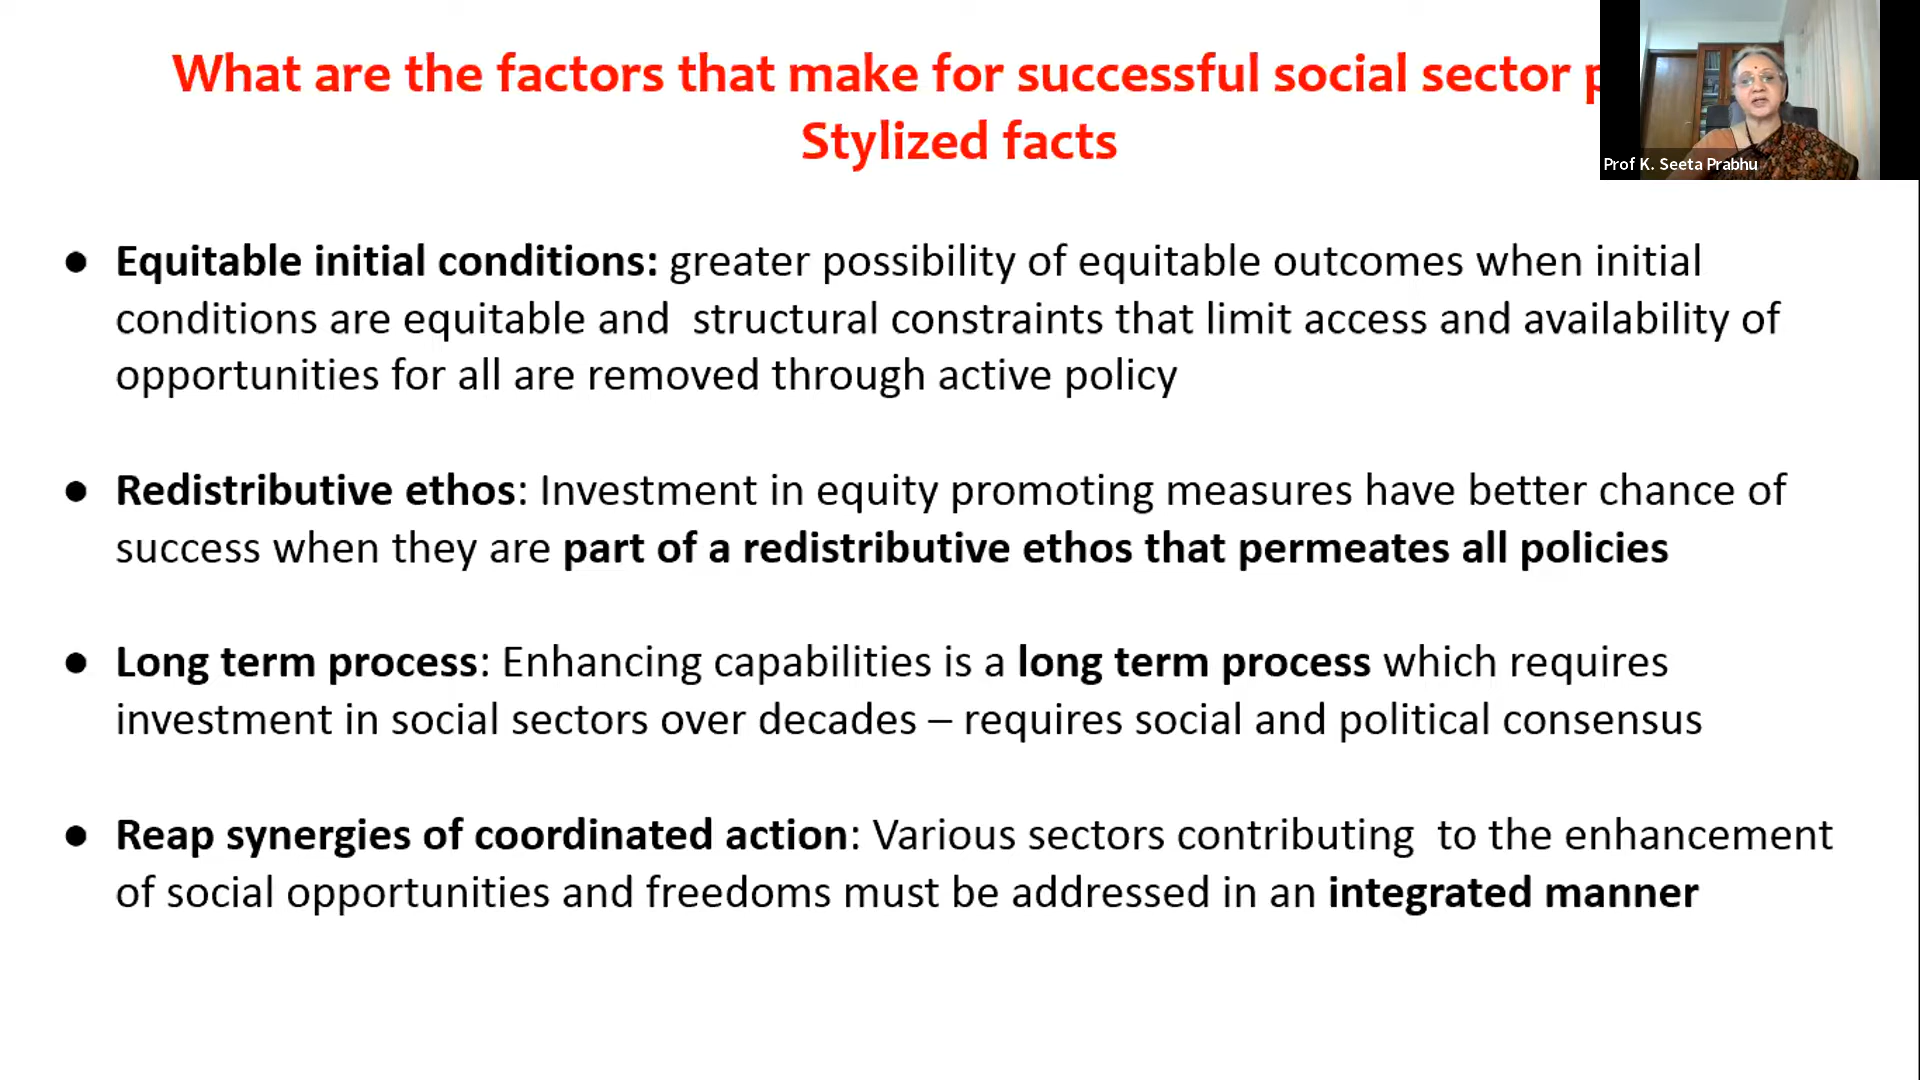 What are the factors that make for successful social sector
Stylized facts
Prof K. Seeta Prabhu
● Equitable initial conditions: greater possibility of equitable outcomes when initial
conditions are equitable and  structural constraints that limit access and availability of
opportunities for all are removed through active policy
● Redistributive ethos: Investment in equity promoting measures have better chance of
success when they are part of a redistributive ethos that permeates all policies
● Long term process: Enhancing capabilities is a long term process which requires
investment in social sectors over decades – requires social and political consensus
● Reap synergies of coordinated action: Various sectors contributing  to the enhancement
of social opportunities and freedoms must be addressed in an integrated manner